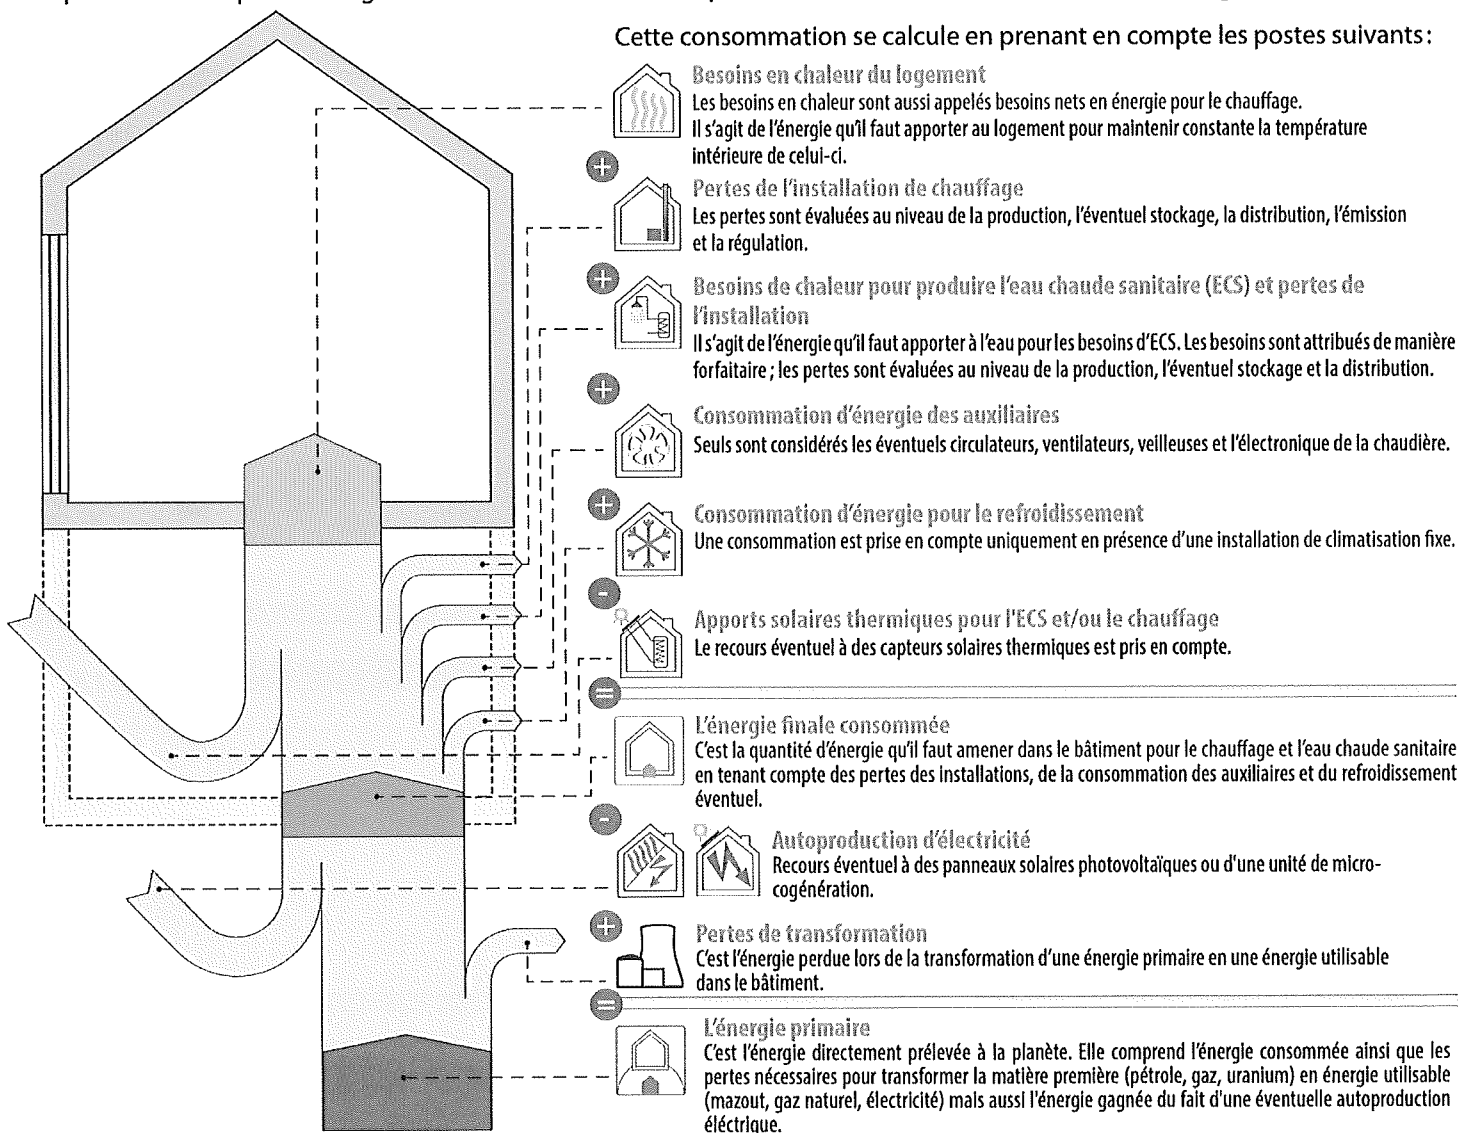 Cette consommation se calcule en prenant en compte les postes suivants:
Besoins en chaleur du logement
Les besoins en chaleur sont aussi appelés besoins nets en énergie pour le chauffage.
Il s'agit de l'énergie qu'il faut apporter au logement pour maintenir constante la température
intérieure de celui-ci.
+
Pertes de l'installation de chauffage
Les pertes sont évaluées au niveau de la production, l'éventuel stockage, la distribution, l'émission
et la régulation.
+
Besoins de chaleur pour produire l'eau chaude sanitaire (ECS) et pertes de
l'installation
Il s'agit de l'énergie qu'il faut apporter à l'eau pour les besoins d'ECS. Les besoins sont attribués de manière
forfaitaire ; les pertes sont évaluées au niveau de la production, l'éventuel stockage et la distribution.
+
Consommation d'énergie des auxiliaires
Seuls sont considérés les éventuels circulateurs, ventilateurs, veilleuses et l'électronique de la chaudière.
+
Consommation d'énergie pour le refroidissement
Une consommation est prise en compte uniquement en présence d'une installation de climatisation fixe.
-
Apports solaires thermiques pour l'ECS et/ou le chauffage
Le recours éventuel à des capteurs solaires thermiques est pris en compte.
=
L'énergie finale consommée
C'est la quantité d'énergie qu'il faut amener dans le bâtiment pour le chauffage et l'eau chaude sanitaire
en tenant compte des pertes des installations, de la consommation des auxiliaires et du refroidissement
éventuel.
-
Autoproduction d'électricité
Recours éventuel à des panneaux solaires photovoltaïques ou d'une unité de micro-
cogénération.
+
Pertes de transformation
C'est l'énergie perdue lors de la transformation d'une énergie primaire en une énergie utilisable
dans le bâtiment.
=
L'énergie primaire
C'est l'énergie directement prélevée à la planète. Elle comprend l'énergie consommée ainsi que les
pertes nécessaires pour transformer la matière première (pétrole, gaz, uranium) en énergie utilisable
(mazout, gaz naturel, électricité) mais aussi l'énergie gagnée du fait d'une éventuelle autoproduction
éléctrique.